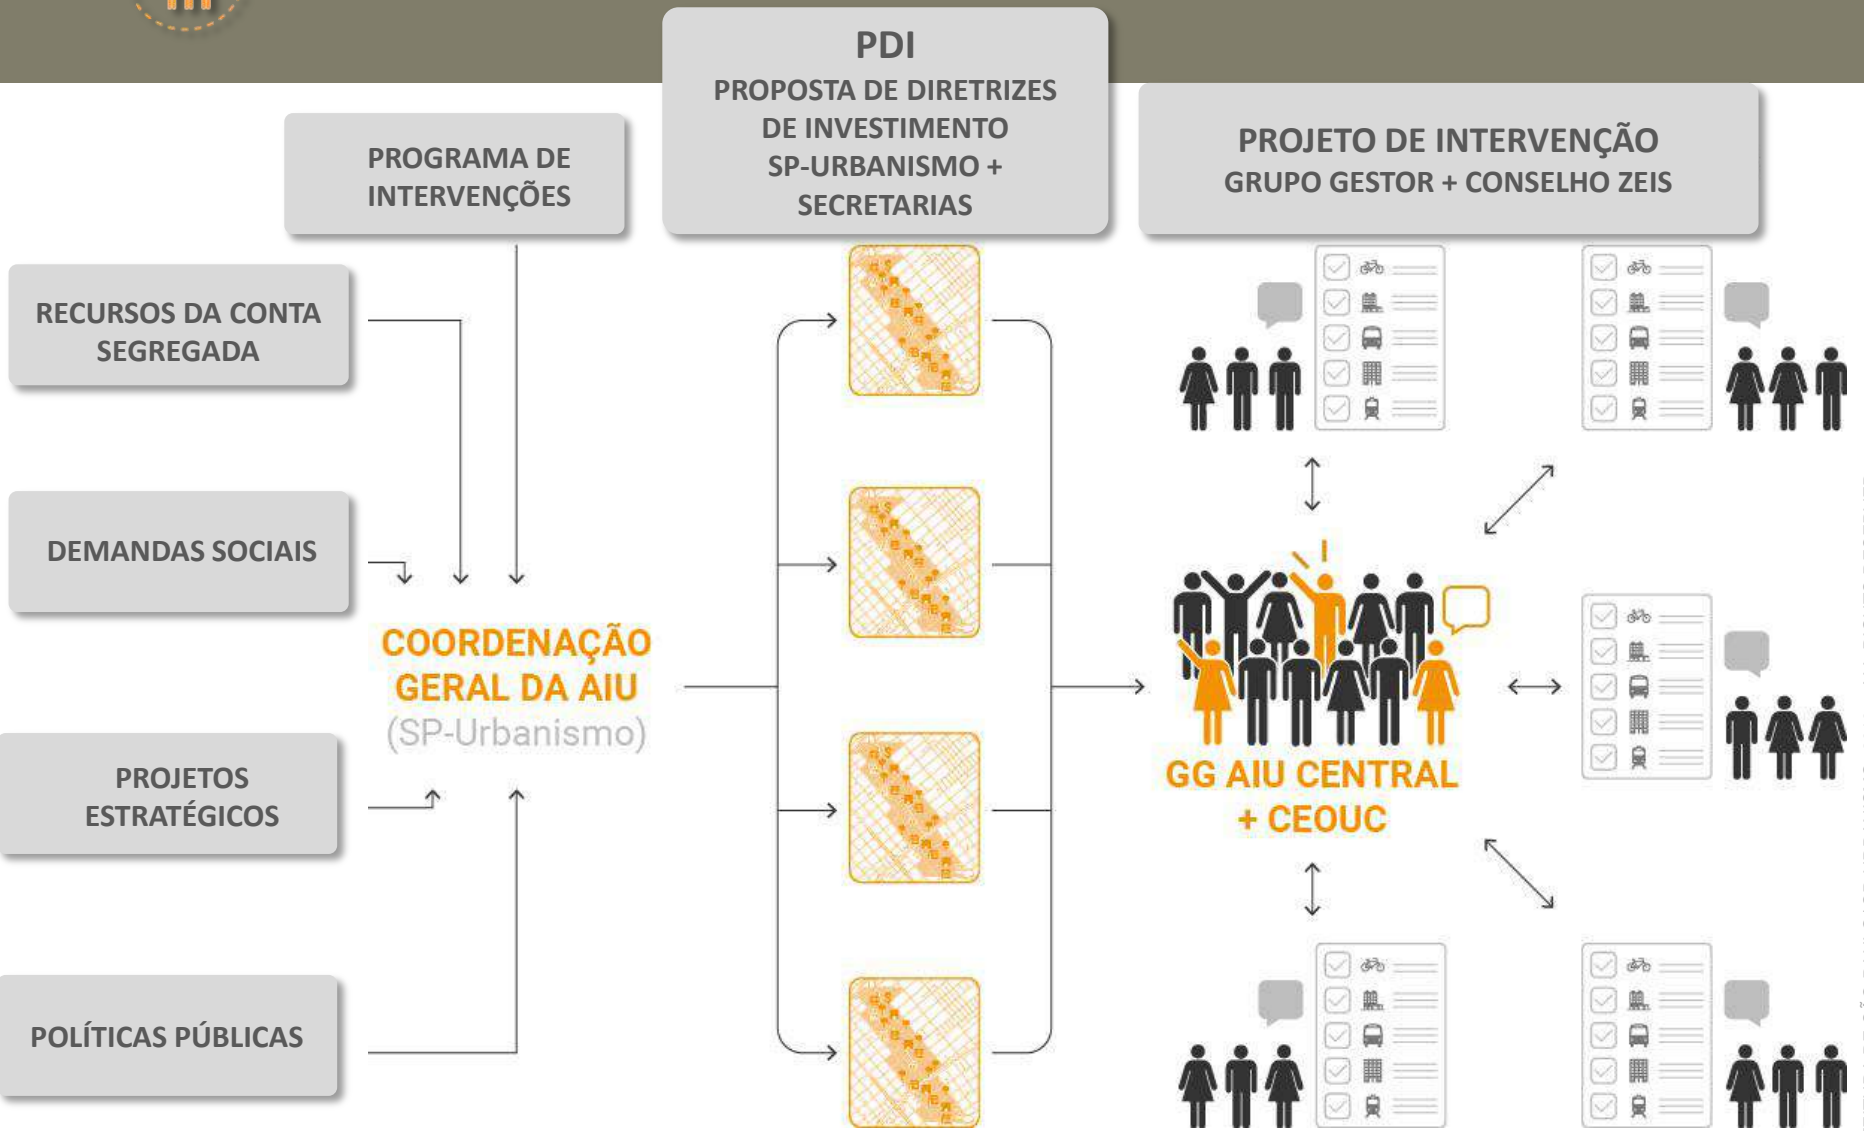 PDI
PROPOSTA DE DIRETRIZES
DE INVESTIMENTO
SP-URBANISMO +
SECRETARIAS
PROJETO DE INTERVENÇÃO
GRUPO GESTOR + CONSELHO ZEIS
PROGRAMA DE
INTERVENÇÕES
RECURSOS DA CONTA
SEGREGADA
DEMANDAS SOCIAIS
COORDENAÇÃO
GERAL DA AIU
(SP-Urbanismo)
PROJETOS
ESTRATÉGICOS
POLÍTICAS PÚBLICAS
GG AIU CENTRAL
+ CEOUC